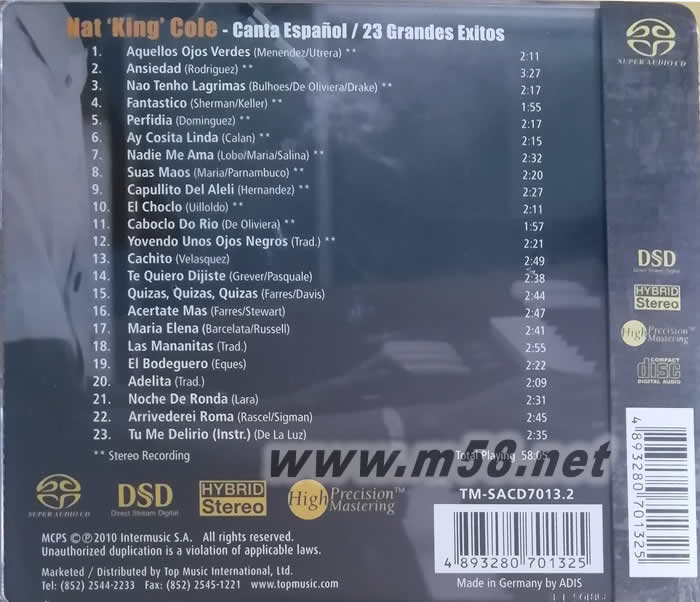 Nat 'King' Cole - Canta Español / 23 Grandes Exitos
1. Aquellos Ojos Verdes (Menendez/Utrera) ** 2:11
2. Ansiedad (Rodriguez) ** 3:27
3. Nao Tenho Lagrimas (Bulhoes/De Oliviera/Drake) ** 2:17
4. Fantastico (Sherman/Keller) ** 1:55
5. Perfidia (Dominguez) ** 2:17
6. Ay Cosita Linda (Calan) ** 2:15
7. Nadie Me Ama (Lobo/Maria/Salina) ** 2:32
8. Suas Maos (Maria/Parnambuco) ** 2:20
9. Capullito Del Aleli (Hernandez) ** 2:27
10. El Choclo (Uilloldo) ** 2:11
11. Caboclo Do Rio (De Oliviera) ** 1:57
12. Yovendo Unos Ojos Negros (Trad.) ** 2:21
13. Cachito (Velasquez) 2:49
14. Te Quiero Dijiste (Grever/Pasquale) 2:38
15. Quizas, Quizas, Quizas (Farres/Davis) 2:44
16. Acertate Mas (Farres/Stewart) 2:47
17. Maria Elena (Barcelata/Russell) 2:41
18. Las Mananitas (Trad.) 2:55
19. El Bodeguero (Eques) 2:22
20. Adelita (Trad.) 2:09
21. Noche De Ronda (Lara) 2:31
22. Arrivederei Roma (Rascel/Sigman) 2:45
23. Tu Me Delirio (Instr.) (De La Luz) 2:35
** Stereo Recording Total Playing 58:05
www.m58.net
SUPER AUDIO CD
DSD
Direct Stream Digital
HYBRID
Stereo
High Precision™
Mastering
TM-SACD7013.2
4 893280 701325
Made in Germany by ADIS
MCPS ©℗2010 Intermusic S.A. All rights reserved.
Unauthorized duplication is a violation of applicable laws.
Marketed / Distributed by Top Music International, Ltd.
Tel: (852) 2544-2233 Fax: (852) 2545-1221 www.topmusic.com
SUPER AUDIO CD
DSD
Direct Stream Digital
HYBRID
Stereo
High Precision™
Mastering
COMPACT
disc
DIGITAL AUDIO
4 893280 701325